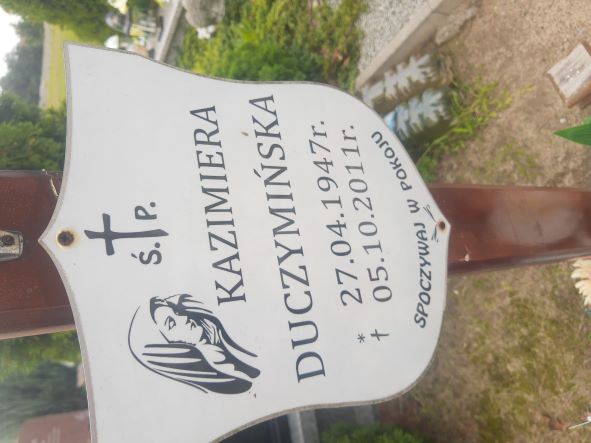 Ś. P.
KAZIMIERA
DUCZYMIŃSKA
* 27.04.1947r.
† 05.10.2011r.
SPOCZYWAJ W POKOJU